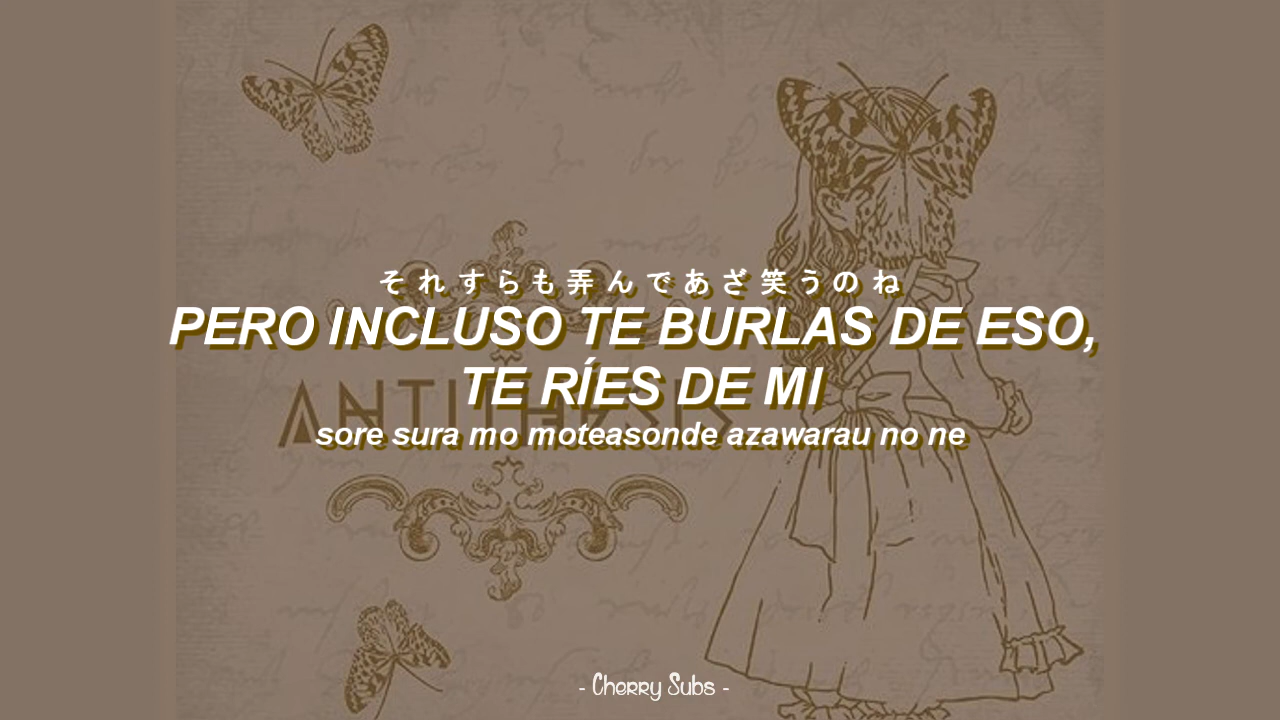 それすらも弄んであざ笑うのね
PERO INCLUSO TE BURLAS DE ESO,
TE RÍES DE MI
ANTITHESIS
sore sura mo moteasonde azawarau no ne
- Cherry Subs -